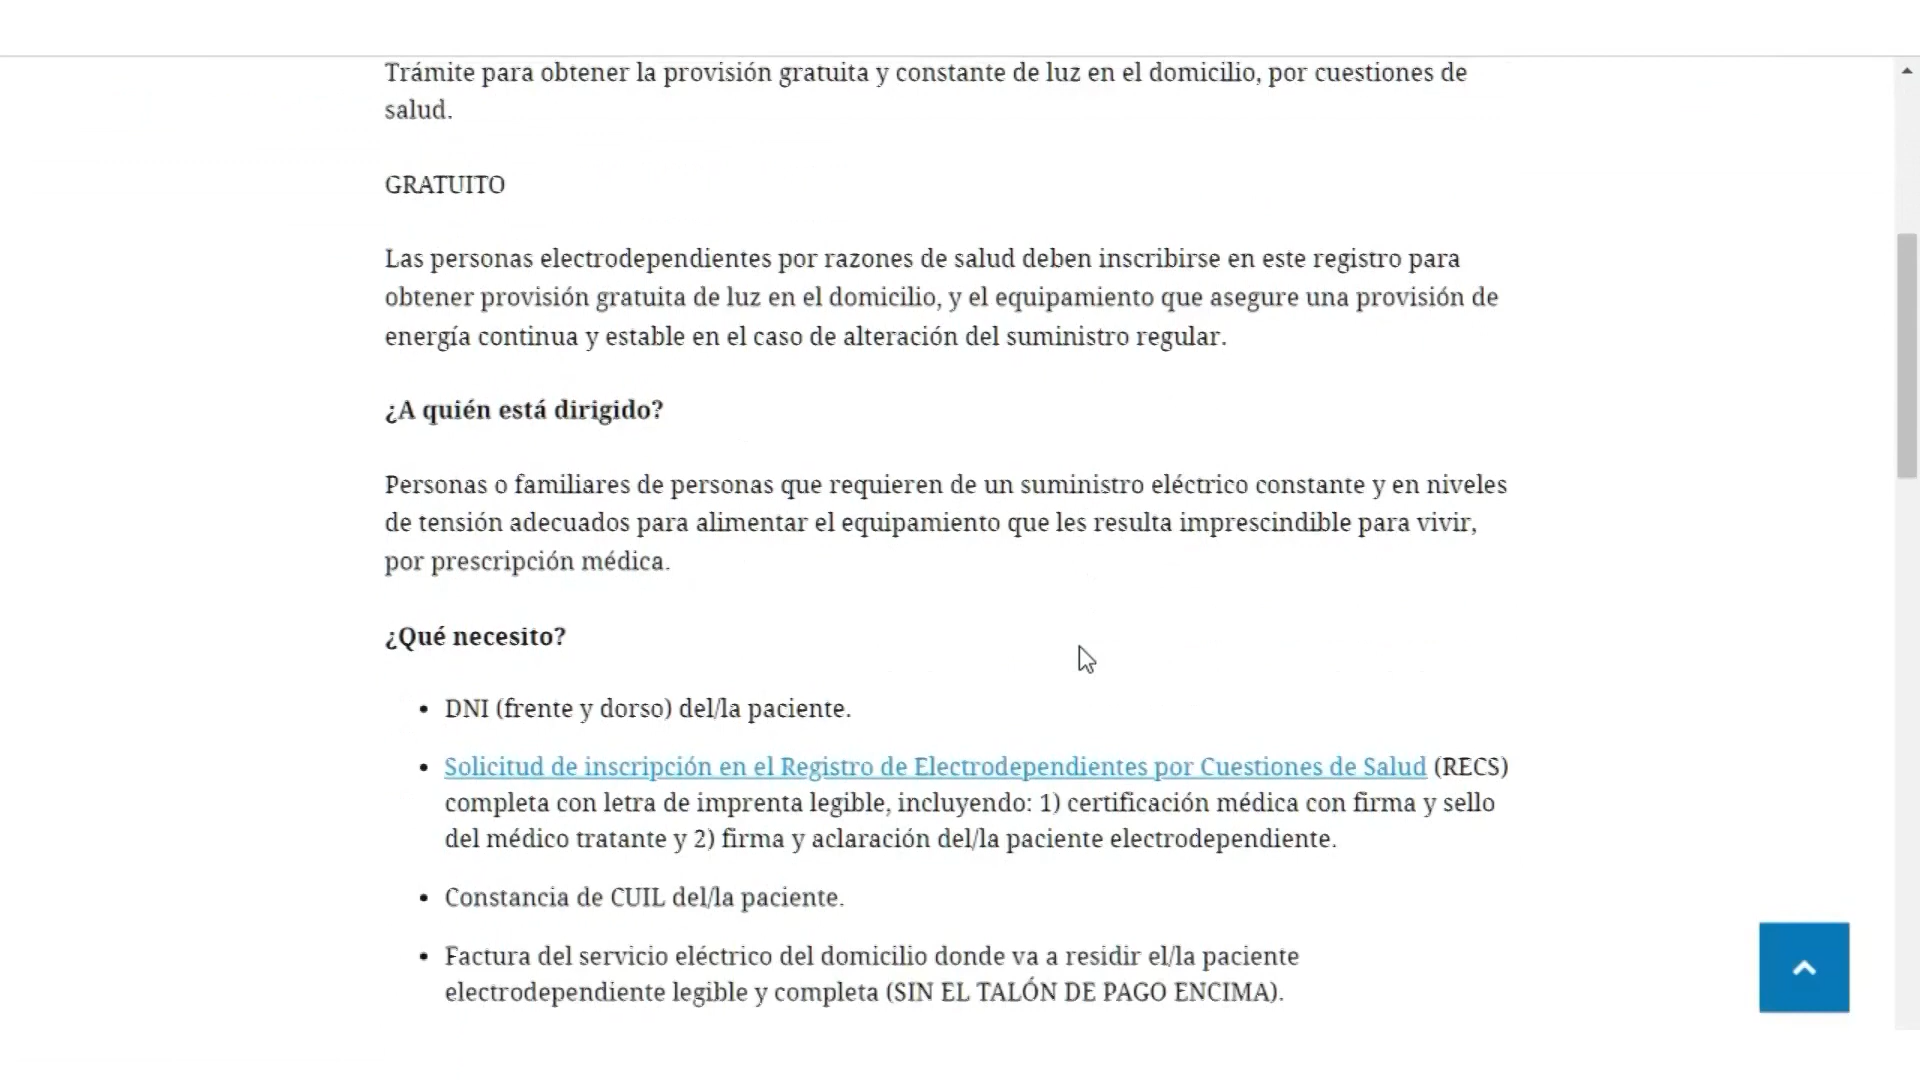 Trámite para obtener la provisión gratuita y constante de luz en el domicilio, por cuestiones de
salud.
GRATUITO
Las personas electrodependientes por razones de salud deben inscribirse en este registro para
obtener provisión gratuita de luz en el domicilio, y el equipamiento que asegure una provisión de
energía continua y estable en el caso de alteración del suministro regular.
¿A quién está dirigido?
Personas o familiares de personas que requieren de un suministro eléctrico constante y en niveles
de tensión adecuados para alimentar el equipamiento que les resulta imprescindible para vivir,
por prescripción médica.
¿Qué necesito?
• DNI (frente y dorso) del/la paciente.
• Solicitud de inscripción en el Registro de Electrodependientes por Cuestiones de Salud (RECS)
completa con letra de imprenta legible, incluyendo: 1) certificación médica con firma y sello
del médico tratante y 2) firma y aclaración del/la paciente electrodependiente.
• Constancia de CUIL del/la paciente.
• Factura del servicio eléctrico del domicilio donde va a residir el/la paciente
electrodependiente legible y completa (SIN EL TALÓN DE PAGO ENCIMA).